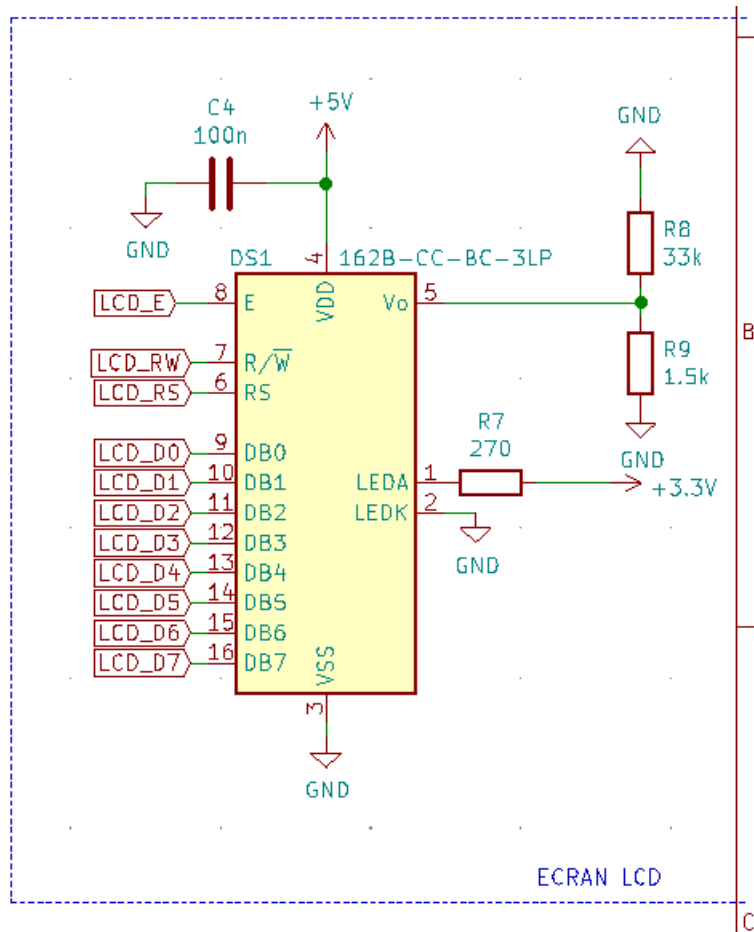 C4
100n
+5V
GND
GND
R8
33k
DS1
4
162B-CC-BC-3LP
LCD_E
8
E
VDD
Vo
5
B
LCD_RW
7
R/W̅
R9
1.5k
LCD_RS
6
RS
R7
270
GND
LCD_D0
9
DB0
LCD_D1
10
DB1
LEDA
1
+3.3V
LCD_D2
11
DB2
LEDK
2
GND
LCD_D3
12
DB3
LCD_D4
13
DB4
LCD_D5
14
DB5
LCD_D6
15
DB6
LCD_D7
16
DB7
VSS
3
GND
ECRAN LCD
C